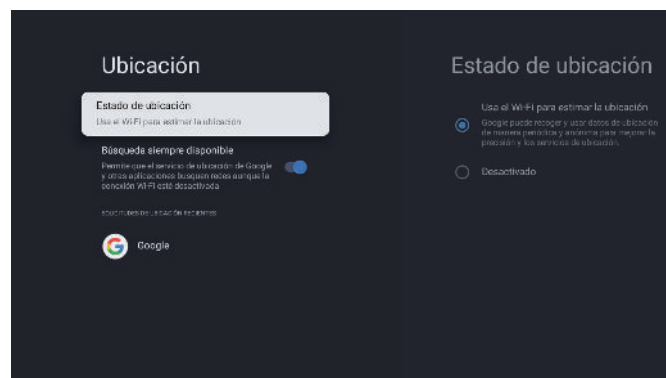 Ubicación
Estado de ubicación
Usa el Wi-Fi para estimar la ubicación
Búsqueda siempre disponible
Permite que el servicio de ubicación de Google
y otras aplicaciones busquen redes aunque la
conexión Wi-Fi esté desactivada
SOLICITUDES DE UBICACIÓN RECIENTES
Google
Estado de ubicación
Usa el Wi-Fi para estimar la ubicación
Google puede recoger y usar datos de ubicación
de manera periódica y anónima para mejorar la
precisión y los servicios de ubicación.
Desactivado